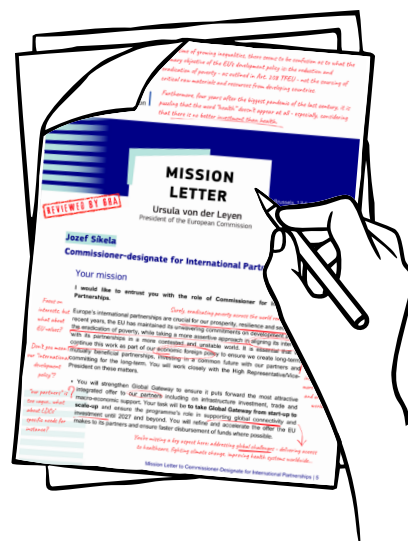 me of growing inequalities, there seems to be confusion as to what the
mary objective of the EU's development policy is: the reduction and
eradication of poverty - as outlined in Art. 208 TFEU - not the sourcing of
critical raw materials and resources from developing countries.
Furthermore, four years after the biggest pandemic of the last century, it is
puzzling that the word "health" doesn't appear at all - especially, considering
that there is no better investment than health.
on
MISSION
LETTER
Brussels,
Ursula von der Leyen
President of the European Commission
REVIEWED BY GHA
Jozef Síkela
Commissioner-designate for International Partn
Your mission
I would like to entrust you with the role of Commissioner for In
Partnerships.
Surely, eradicating poverty across the world
Focus on
interests, but
what about
EU values?
Europe's international partnerships are crucial for our prosperity, resilience and sec
recent years, the EU has maintained its unwavering commitments on development
the eradication of poverty, while taking a more assertive approach in aligning its inte
with its partnerships in a more contested and unstable world. It is essential that
continue this work as part of our economic foreign policy to ensure we create long-term
mutually beneficial partnerships, investing in a common future with our partners and
committing for the long-term. You will work closely with the High Representative/Vice-
President on these matters.
Don't you mean
our "international
development
policy"?
• You will strengthen Global Gateway to ensure it puts forward the most attractive
integrated offer to our partners including on infrastructure investment, trade and
macro-economic support. Your task will be to take Global Gateway from start-up to
scale-up and ensure the programme's role in supporting global connectivity and
investment until 2027 and beyond. You will refine and accelerate the offer the EU
makes to its partners and ensure faster disbursement of funds where possible.
"our partners" is
too vague, what
about LDCs'
specific needs for
instance?
You're missing a key aspect here: addressing global challenges - delivering access
to healthcare, fighting climate change, improving health systems worldwide...
Mission Letter to Commissioner-Designate for International Partnerships | 5